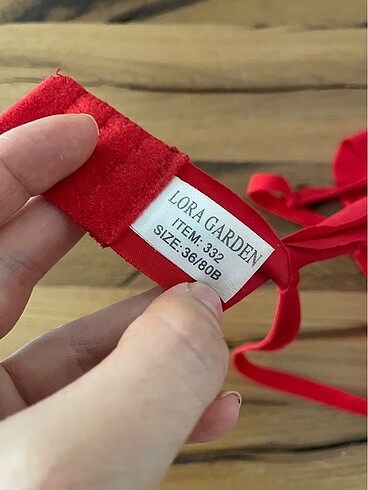 LORA GARDEN
ITEM: 332
SIZE: 36/80B